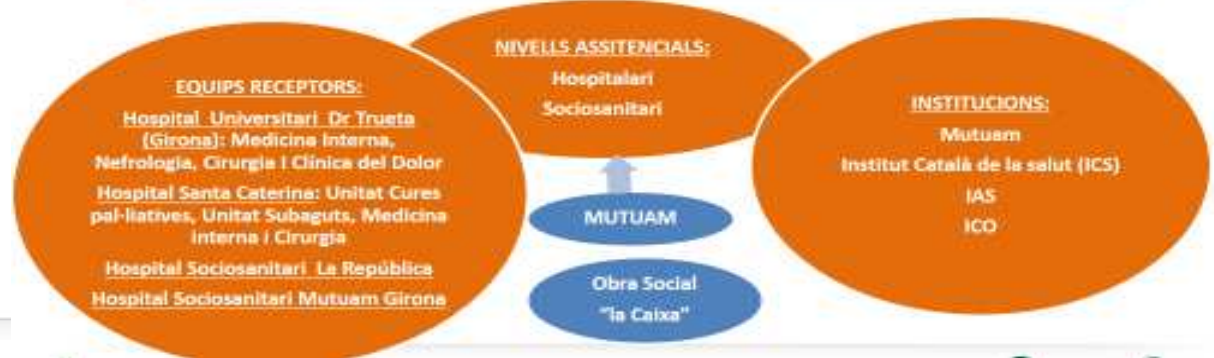 EQUIPS RECEPTORS:
Hospital Universitari Dr Trueta
(Girona): Medicina Interna,
Nefrologia, Cirurgia i Clínica del Dolor
Hospital Santa Caterina: Unitat Cures
pal·liatives, Unitat Subaguts, Medicina
interna i Cirurgia
Hospital Sociosanitari La República
Hospital Sociosanitari Mutuam Girona
NIVELLS ASSITENCIALS:
Hospitalari
Sociosanitari
MUTUAM
Obra Social
"la Caixa"
INSTITUCIONS:
Mutuam
Institut Català de la salut (ICS)
IAS
ICO